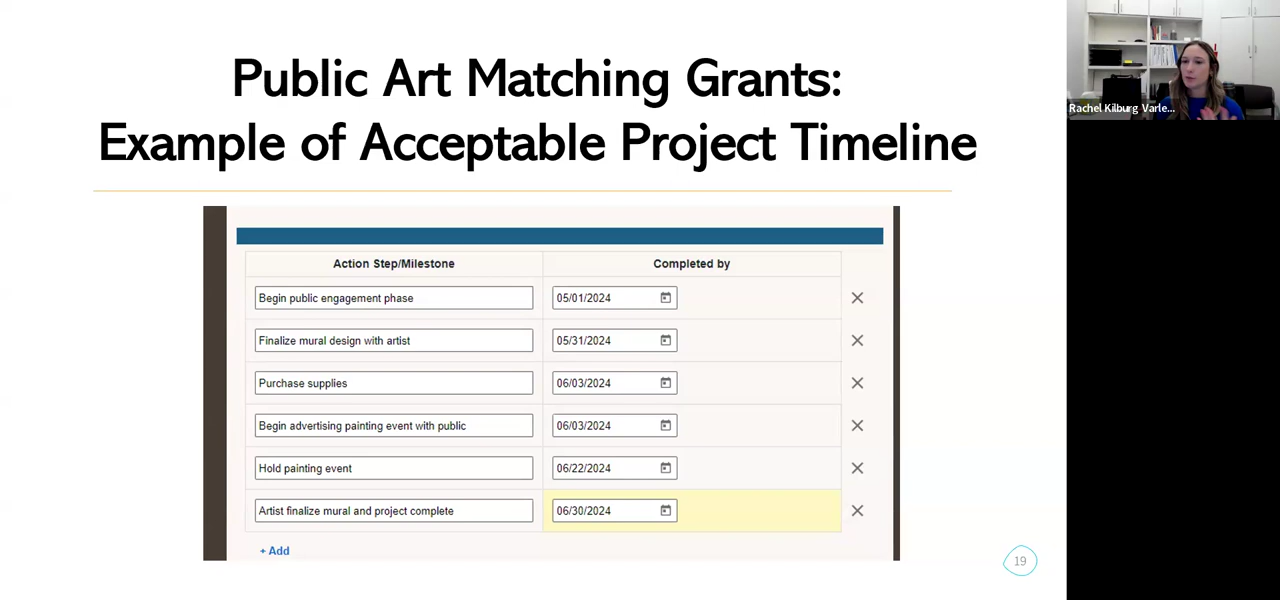 Public Art Matching Grants:
Example of Acceptable Project Timeline
Rachel Kilburg Varle...
Action Step/Milestone Completed by
Begin public engagement phase 05/01/2024
Finalize mural design with artist 05/31/2024
Purchase supplies 06/03/2024
Begin advertising painting event with public 06/03/2024
Hold painting event 06/22/2024
Artist finalize mural and project complete 06/30/2024
+ Add
19